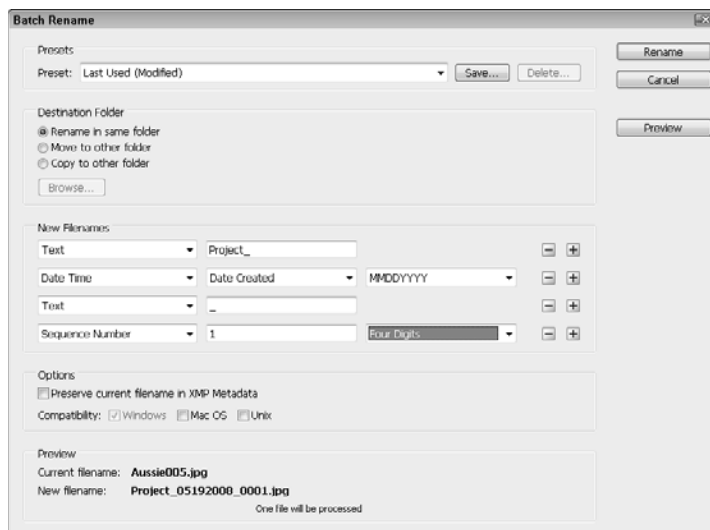 Batch Rename
Presets
Preset: Last Used (Modified) Save... Delete...
Rename
Cancel
Preview
Destination Folder
Rename in same folder
Move to other folder
Copy to other folder
Browse...
New Filenames
Text Project_
Date Time Date Created MMDDYYYY
Text _
Sequence Number 1 Four Digits
Options
Preserve current filename in XMP Metadata
Compatibility: Windows Mac OS Unix
Preview
Current filename: Aussie005.jpg
New filename: Project_05192000_0001.jpg
One file will be processed